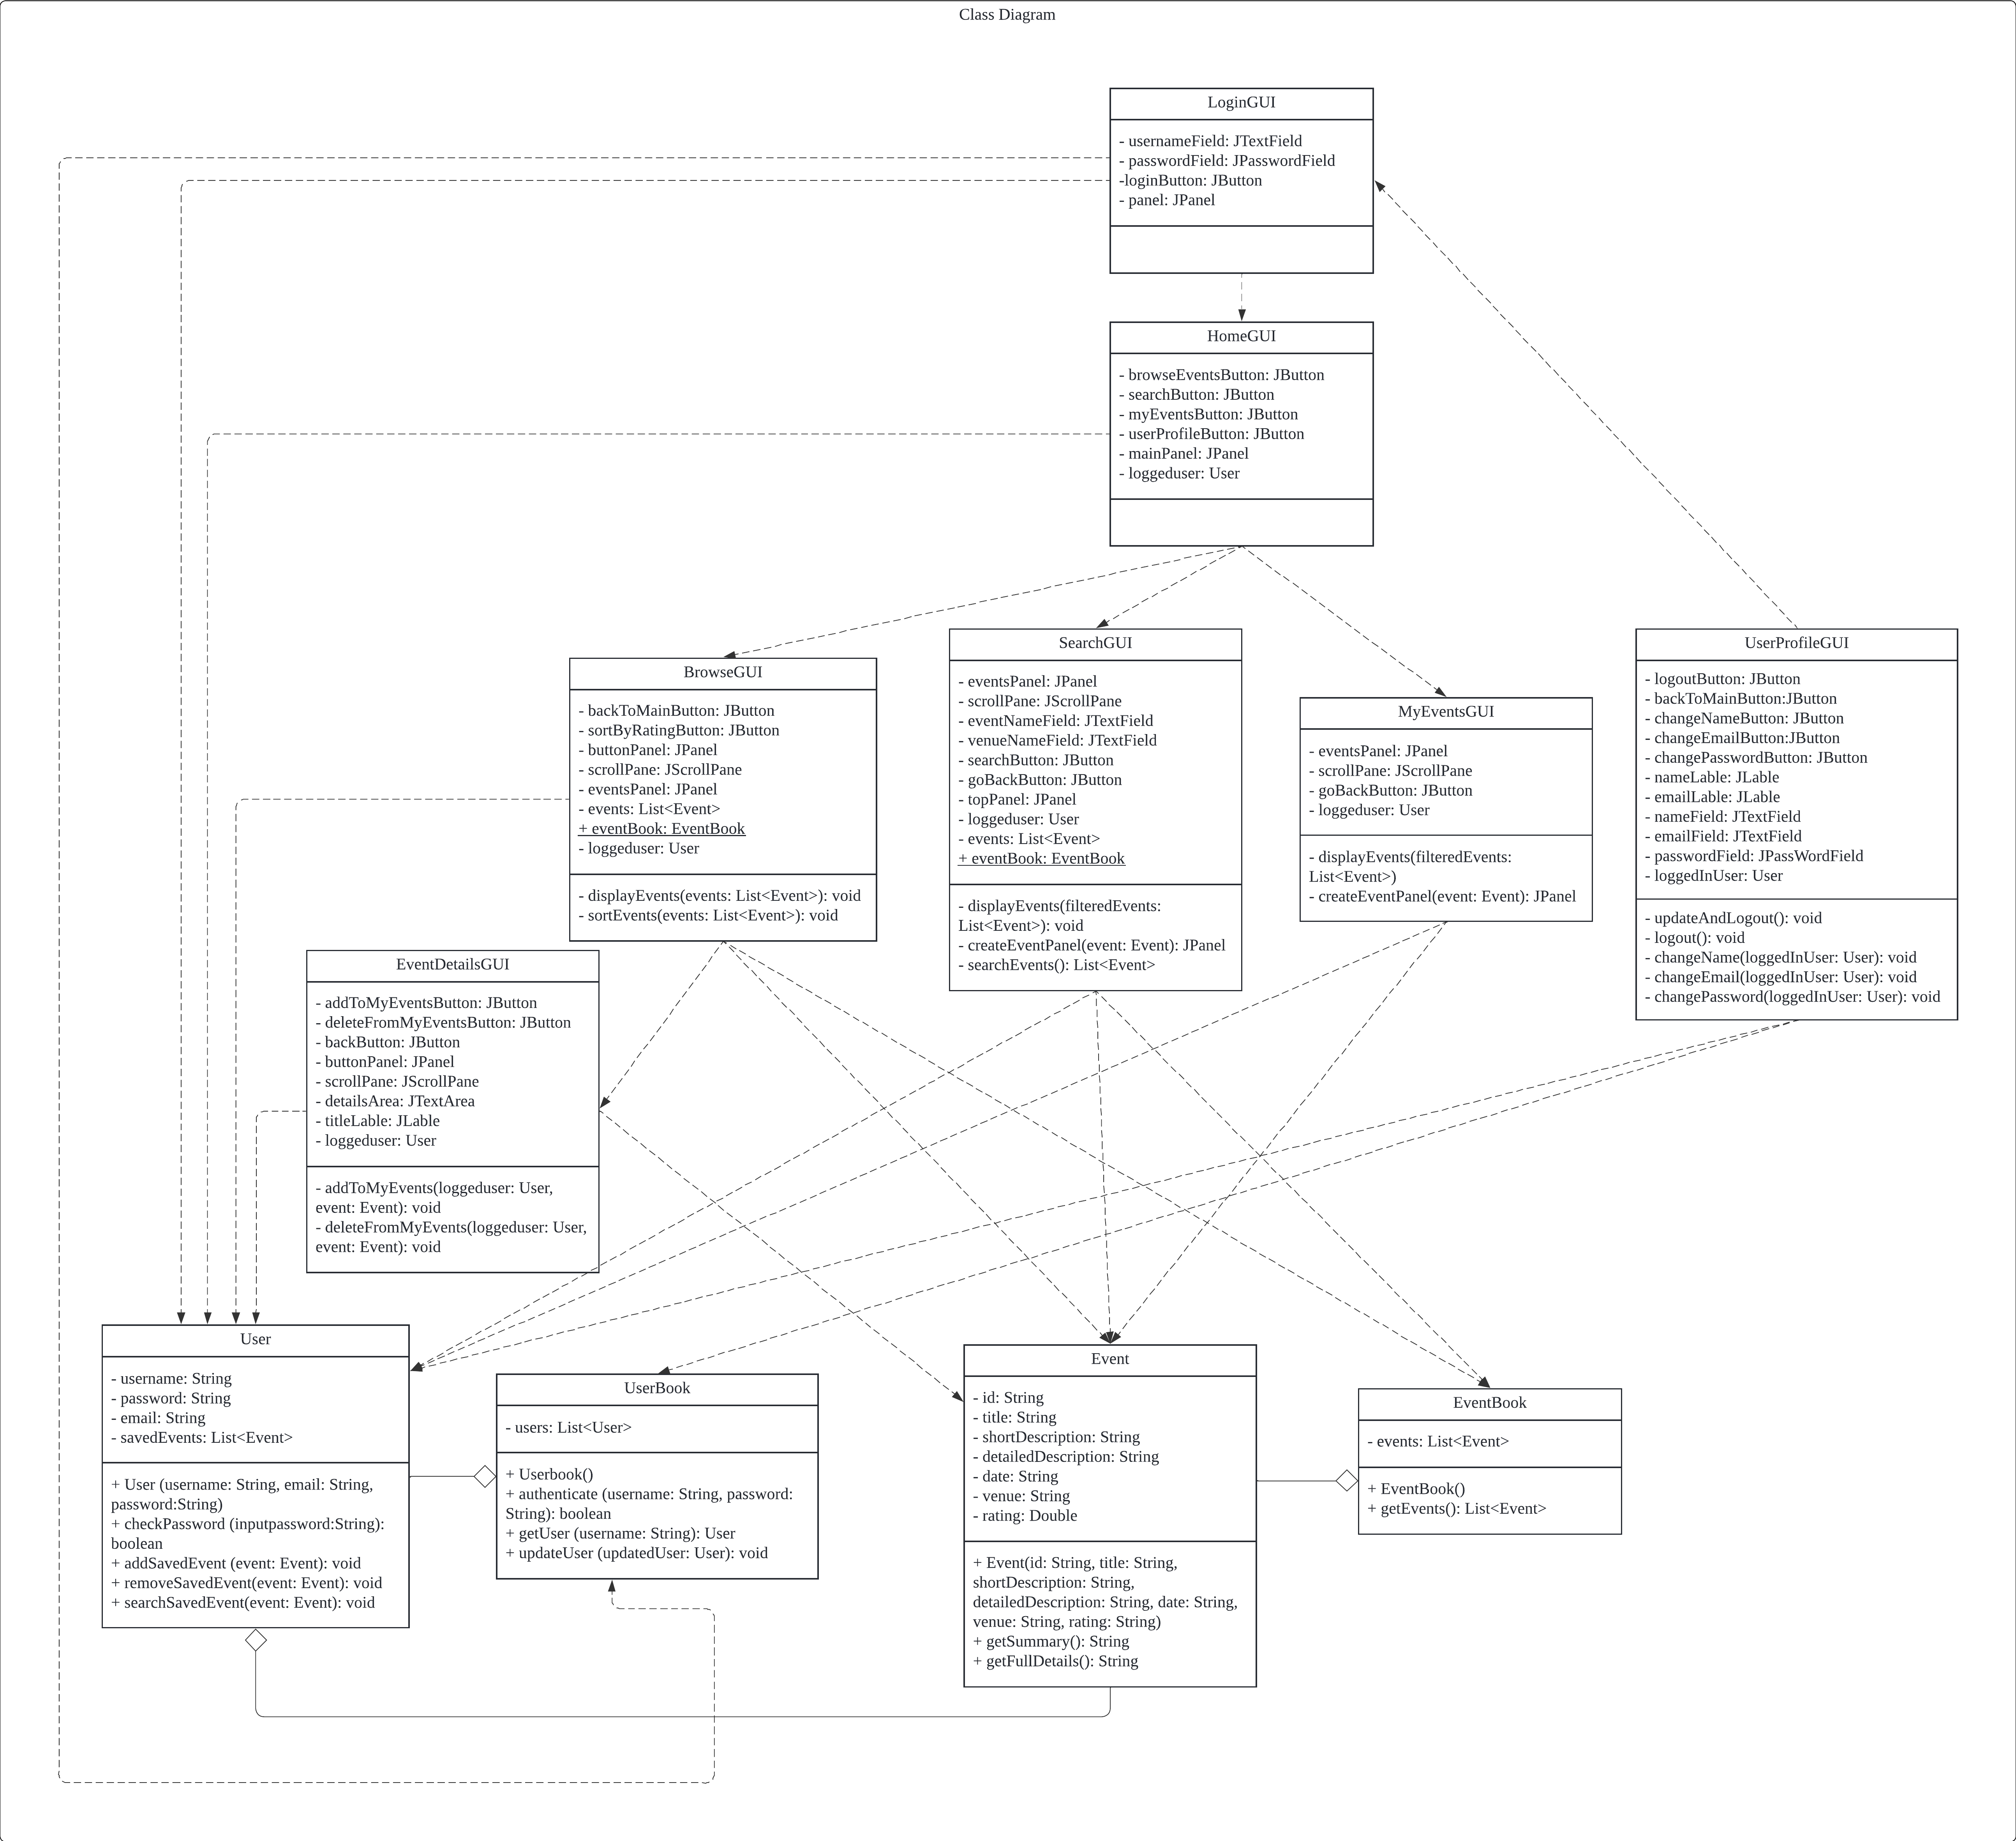 Class Diagram
LoginGUI
- usernameField: JTextField
- passwordField: JPasswordField
-loginButton: JButton
- panel: JPanel
HomeGUI
- browseEventsButton: JButton
- searchButton: JButton
- myEventsButton: JButton
- userProfileButton: JButton
- mainPanel: JPanel
- loggeduser: User
BrowseGUI
- backToMainButton: JButton
- sortByRatingButton: JButton
- buttonPanel: JPanel
- scrollPane: JScrollPane
- eventsPanel: JPanel
- events: List<Event>
+ eventBook: EventBook
- loggeduser: User
- displayEvents(events: List<Event>): void
- sortEvents(events: List<Event>): void
SearchGUI
- eventsPanel: JPanel
- scrollPane: JScrollPane
- eventNameField: JTextField
- venueNameField: JTextField
- searchButton: JButton
- goBackButton: JButton
- topPanel: JPanel
- loggeduser: User
- events: List<Event>
+ eventBook: EventBook
- displayEvents(filteredEvents:
List<Event>): void
- createEventPanel(event: Event): JPanel
- searchEvents(): List<Event>
MyEventsGUI
- eventsPanel: JPanel
- scrollPane: JScrollPane
- goBackButton: JButton
- loggeduser: User
- displayEvents(filteredEvents:
List<Event>)
- createEventPanel(event: Event): JPanel
UserProfileGUI
- logoutButton: JButton
- backToMainButton:JButton
- changeNameButton: JButton
- changeEmailButton:JButton
- changePasswordButton: JButton
- nameLable: JLable
- emailLable: JLable
- nameField: JTextField
- emailField: JTextField
- passwordField: JPassWordField
- loggedInUser: User
- updateAndLogout(): void
- logout(): void
- changeName(loggedInUser: User): void
- changeEmail(loggedInUser: User): void
- changePassword(loggedInUser: User): void
EventDetailsGUI
- addToMyEventsButton: JButton
- deleteFromMyEventsButton: JButton
- backButton: JButton
- buttonPanel: JPanel
- scrollPane: JScrollPane
- detailsArea: JTextArea
- titleLable: JLable
- loggeduser: User
- addToMyEvents(loggeduser: User,
event: Event): void
- deleteFromMyEvents(loggeduser: User,
event: Event): void
User
- username: String
- password: String
- email: String
- savedEvents: List<Event>
+ User (username: String, email: String,
password:String)
+ checkPassword (inputpassword:String):
boolean
+ addSavedEvent (event: Event): void
+ removeSavedEvent(event: Event): void
+ searchSavedEvent(event: Event): void
UserBook
- users: List<User>
+ Userbook()
+ authenticate (username: String, password:
String): boolean
+ getUser (username: String): User
+ updateUser (updatedUser: User): void
Event
- id: String
- title: String
- shortDescription: String
- detailedDescription: String
- date: String
- venue: String
- rating: Double
+ Event(id: String, title: String,
shortDescription: String,
detailedDescription: String, date: String,
venue: String, rating: String)
+ getSummary(): String
+ getFullDetails(): String
EventBook
- events: List<Event>
+ EventBook()
+ getEvents(): List<Event>